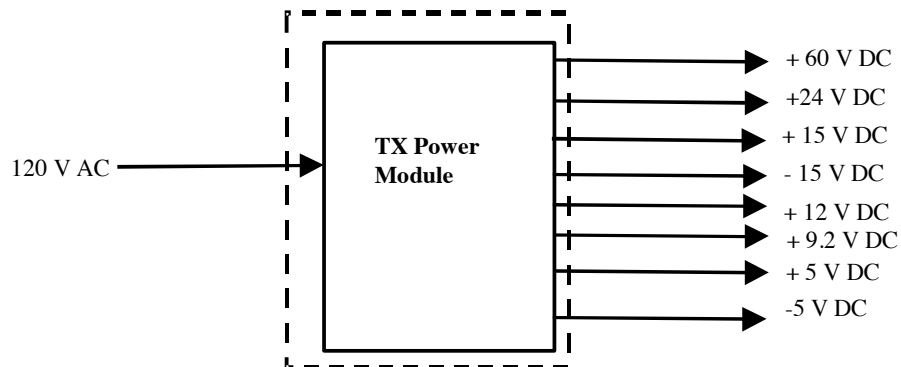 + 60 V DC
+24 V DC
+ 15 V DC
120 V AC
TX Power
Module
- 15 V DC
+ 12 V DC
+ 9.2 V DC
+ 5 V DC
-5 V DC